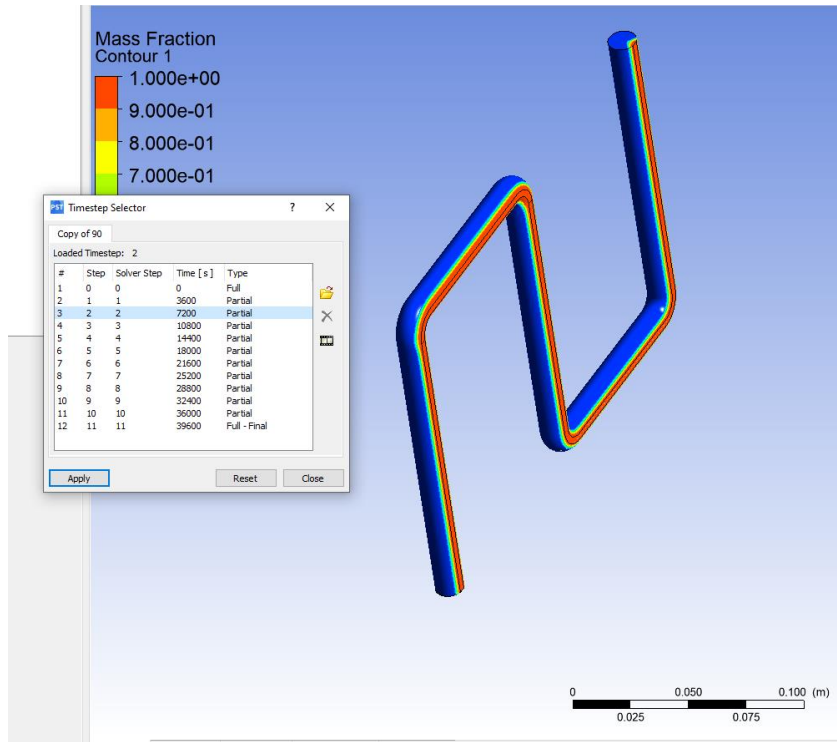 Mass Fraction
Contour 1
1.000e+00
9.000e-01
8.000e-01
7.000e-01
PST Timestep Selector ? X
Copy of 90
Loaded Timestep: 2
# Step Solver Step Time [ s ] Type
1 0 0 0 Full
2 1 1 3600 Partial
3 2 2 7200 Partial
4 3 3 10800 Partial
5 4 4 14400 Partial
6 5 5 18000 Partial
7 6 6 21600 Partial
8 7 7 25200 Partial
9 8 8 28800 Partial
10 9 9 32400 Partial
11 10 10 36000 Partial
12 11 11 39600 Full - Final
Apply Reset Close
0 0.050 0.100 (m)
0.025 0.075